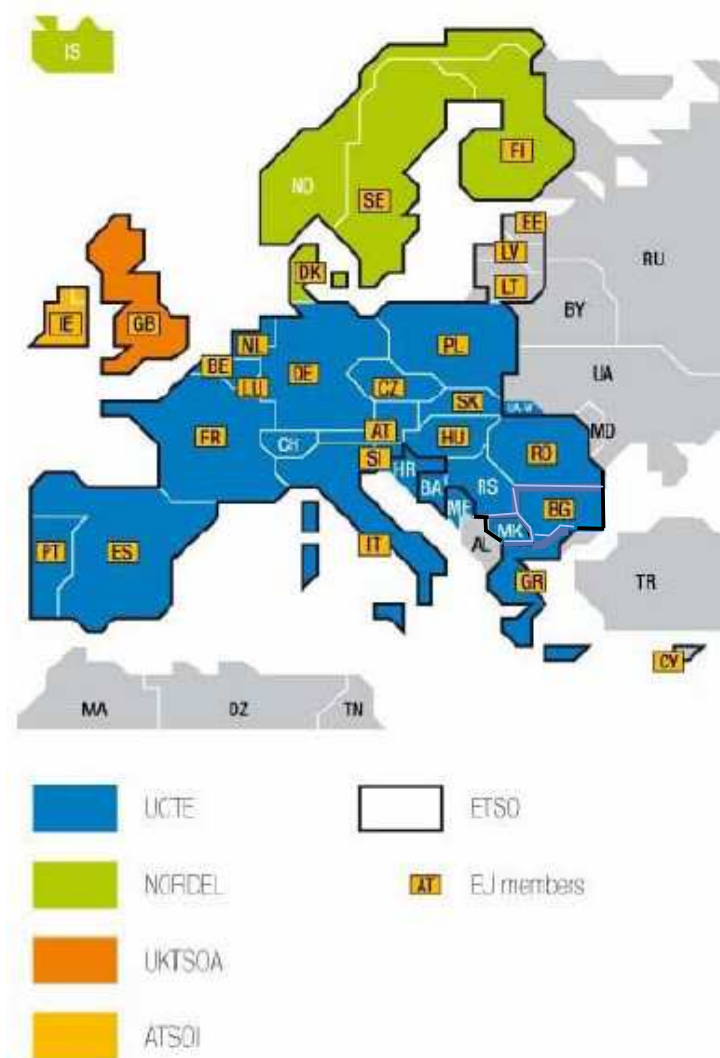 IS
NO
SE
FI
DK
EE
LV
LT
RU
BY
IE
GB
NL
BE
LU
DE
PL
CZ
SK
UA
UA-W
MD
FR
CH
AT
HU
RO
SI
HR
BA
RS
ME
MK
AL
BG
PT
ES
IT
GR
TR
CY
MA
DZ
TN
UCTE
ETSO
NORDEL
AT
EU members
UKTSOA
ATSOI